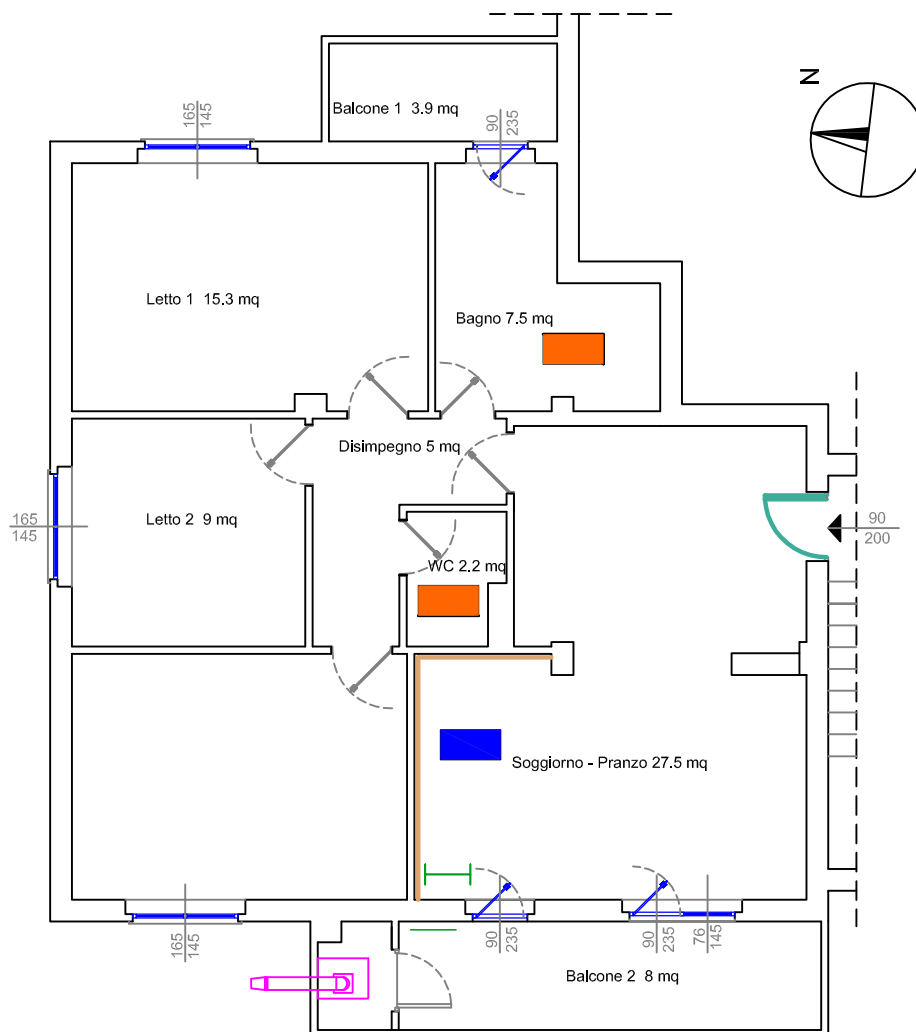 N
Balcone 1  3.9 mq
165
145
90
235
Letto 1  15.3 mq
Bagno 7.5 mq
Disimpegno 5 mq
165
145
Letto 2  9 mq
90
200
WC 2.2 mq
Soggiorno - Pranzo 27.5 mq
165
145
90
235
90
235
76
145
Balcone 2  8 mq